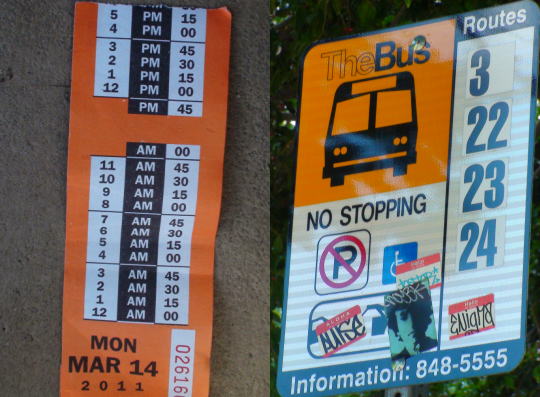 5 PM 15
4 PM 00
3 PM 45
2 PM 30
1 PM 15
12 PM 00
PM 45
AM 00
11 AM 45
10 AM 30
9 AM 15
8 AM 00
7 AM 45
6 AM 30
5 AM 15
4 AM 00
3 AM 45
2 AM 30
1 AM 15
12 AM 00
MON
MAR 14
2011
02616
TheBus
Routes
3
22
23
24
NO STOPPING
P
ALOHA
Information: 848-5555